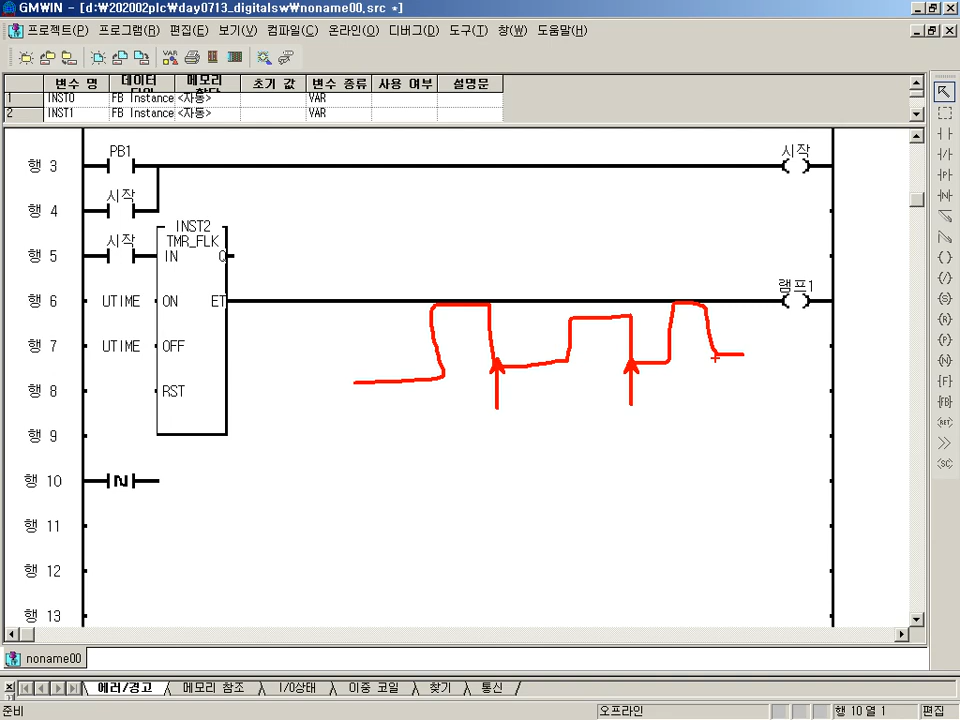 GMWIN - [d:\202002plc\day0713_digitalsw\noname00,src *]
프로젝트(P) 프로그램(R) 편집(E) 보기(V) 컴파일(C) 온라인(O) 디버그(D) 도구(T) 창(W) 도움말(H)
변수 명 데이터 메모리 초기 값 변수 종류 사용 여부 설명문
1 INST0 FB Instance <자동> VAR
2 INST1 FB Instance <자동> VAR
PB1 시작
행 3
시작
행 4
INST2
시작 TMR_FLK
행 5 IN Q
램프1
행 6 UTIME ON ET
행 7 UTIME OFF
행 8 RST
행 9
행 10 N
행 11
행 12
행 13
noname00
에러/경고 메모리 참조 I/O상태 이중 코일 찾기 통신
준비 오프라인 행 10 열 1 편집